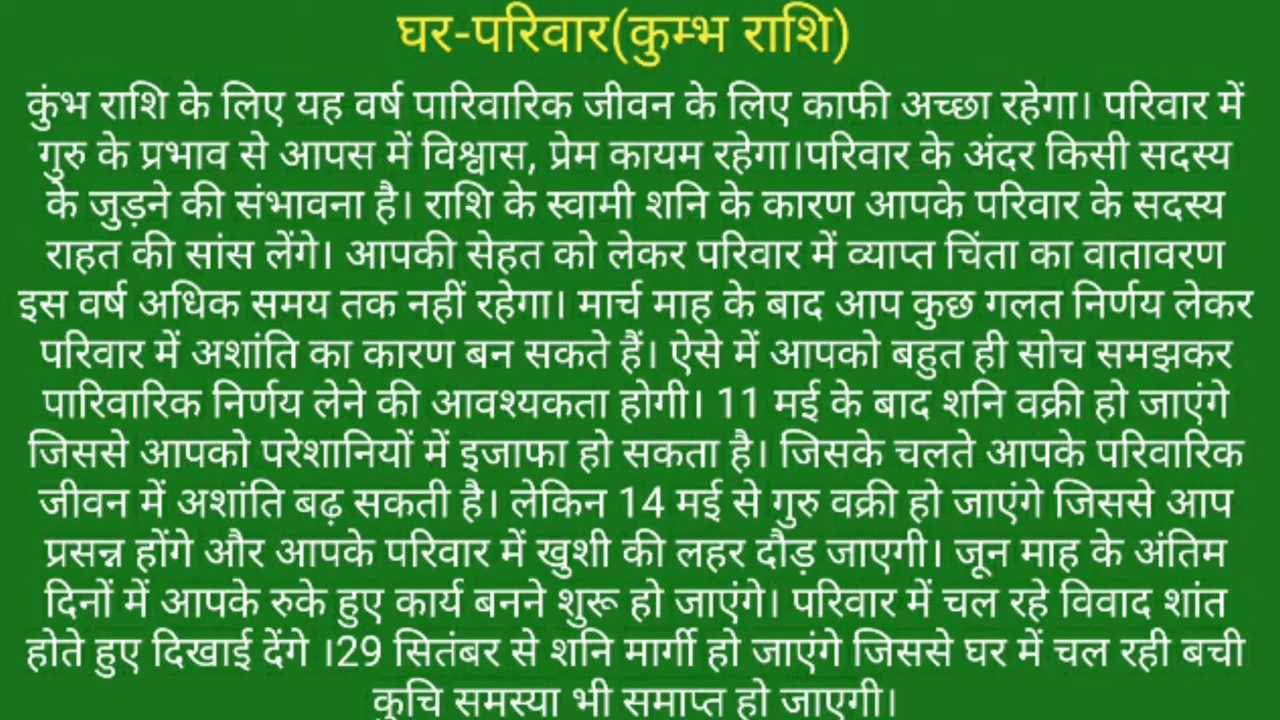 घर-परिवार(कुम्भ राशि)
कुंभ राशि के लिए यह वर्ष पारिवारिक जीवन के लिए काफी अच्छा रहेगा। परिवार में
गुरु के प्रभाव से आपस में विश्वास, प्रेम कायम रहेगा।परिवार के अंदर किसी सदस्य
के जुड़ने की संभावना है। राशि के स्वामी शनि के कारण आपके परिवार के सदस्य
राहत की सांस लेंगे। आपकी सेहत को लेकर परिवार में व्याप्त चिंता का वातावरण
इस वर्ष अधिक समय तक नहीं रहेगा। मार्च माह के बाद आप कुछ गलत निर्णय लेकर
परिवार में अशांति का कारण बन सकते हैं। ऐसे में आपको बहुत ही सोच समझकर
पारिवारिक निर्णय लेने की आवश्यकता होगी। 11 मई के बाद शनि वक्री हो जाएंगे
जिससे आपको परेशानियों में इजाफा हो सकता है। जिसके चलते आपके परिवारिक
जीवन में अशांति बढ़ सकती है। लेकिन 14 मई से गुरु वक्री हो जाएंगे जिससे आप
प्रसन्न होंगे और आपके परिवार में खुशी की लहर दौड़ जाएगी। जून माह के अंतिम
दिनों में आपके रुके हुए कार्य बनने शुरू हो जाएंगे। परिवार में चल रहे विवाद शांत
होते हुए दिखाई देंगे ।29 सितंबर से शनि मार्गी हो जाएंगे जिससे घर में चल रही बची
कुचि समस्या भी समाप्त हो जाएगी।